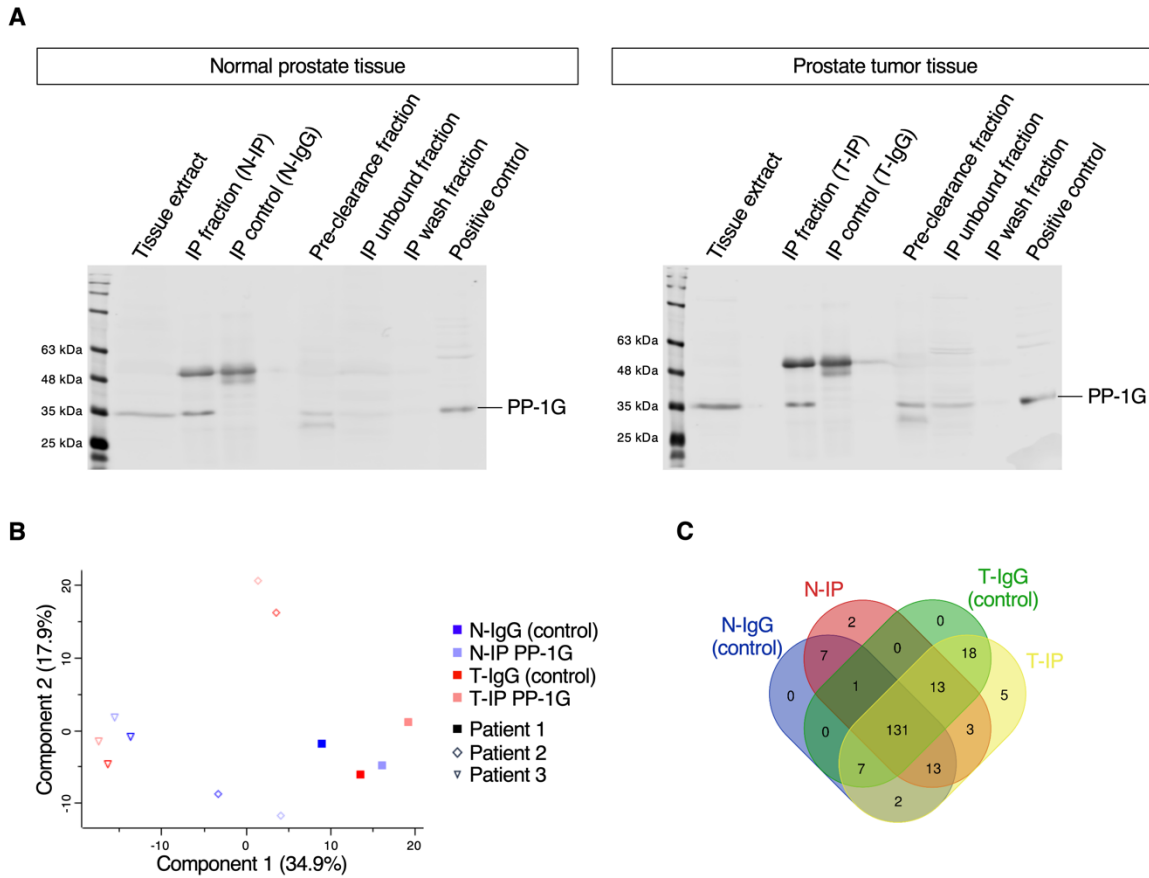 A
Normal prostate tissue
Prostate tumor tissue
Tissue extract
IP fraction (N-IP)
IP control (N-IgG)
Pre-clearance fraction
IP unbound fraction
IP wash fraction
Positive control
Tissue extract
IP fraction (T-IP)
IP control (T-IgG)
Pre-clearance fraction
IP unbound fraction
IP wash fraction
Positive control
63 kDa
48 kDa
35 kDa
25 kDa
PP-1G
63 kDa
48 kDa
35 kDa
25 kDa
PP-1G
B
Component 2 (17.9%)
20
10
0
-10
-10
0
10
20
Component 1 (34.9%)
N-IgG (control)
N-IP PP-1G
T-IgG (control)
T-IP PP-1G
Patient 1
Patient 2
Patient 3
C
N-IgG
(control)
N-IP
T-IgG
(control)
T-IP
2
0
7
0
18
0
1
13
5
0
131
3
7
13
2